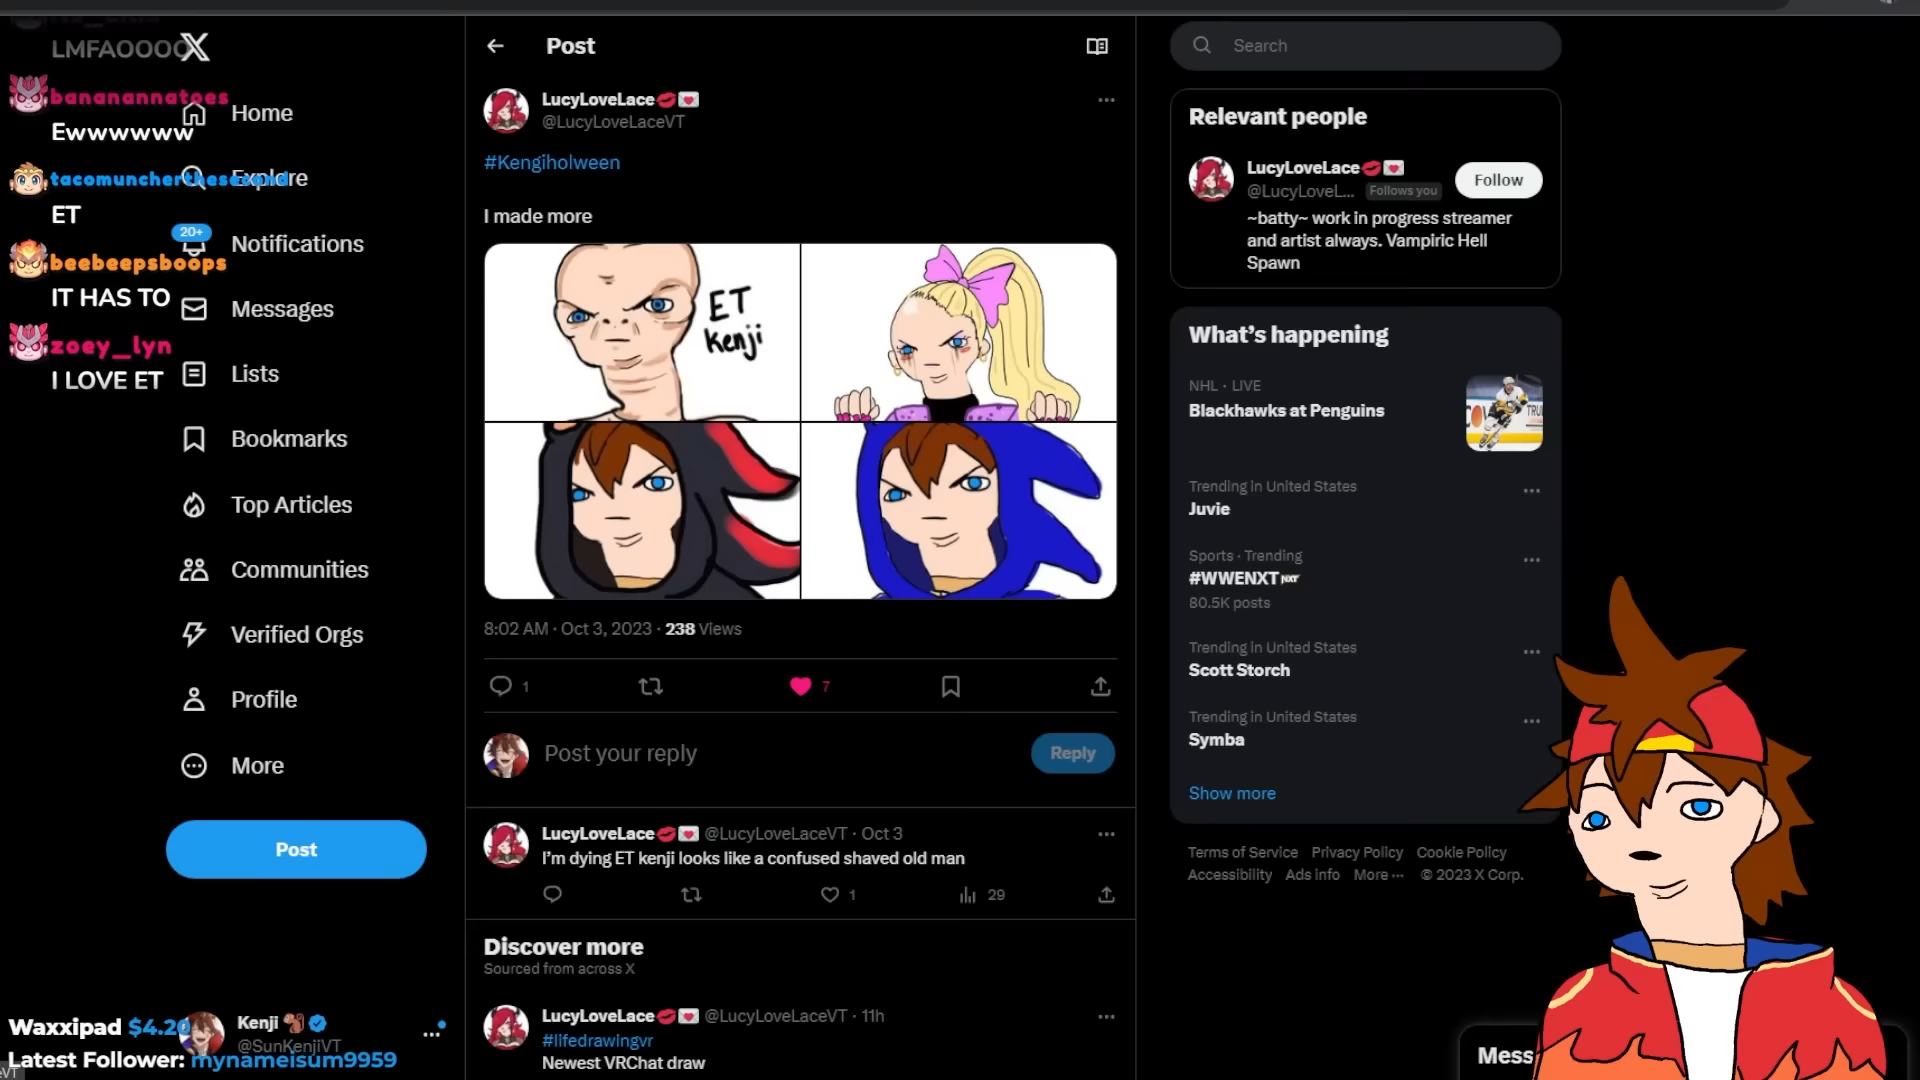 LMFAOOOO
banananntoes
Ewwwwww
tacomuncherthesecond
ET
beebeepsboops
IT HAS TO
zoey_lyn
I LOVE ET
Home
Explore
20+
Notifications
Messages
Lists
Bookmarks
Top Articles
Communities
Verified Orgs
Profile
More
Post
Waxxipad $4.20
Kenji
@SunKenjiVT
Latest Follower: mynameisum9959
Post
LucyLoveLace
@LucyLoveLaceVT
#Kengiholween
I made more
ET
Kenji
8:02 AM · Oct 3, 2023 · 238 Views
1
7
Post your reply
Reply
LucyLoveLace @LucyLoveLaceVT · Oct 3
I'm dying ET kenji looks like a confused shaved old man
1
29
Discover more
Sourced from across X
LucyLoveLace @LucyLoveLaceVT · 11h
#lifedrawingvr
Newest VRChat draw
Search
Relevant people
LucyLoveLace
@LucyLoveL... Follows you
Follow
~batty~ work in progress streamer
and artist always. Vampiric Hell
Spawn
What's happening
NHL · LIVE
Blackhawks at Penguins
Trending in United States
Juvie
Sports · Trending
#WWENXT
80.5K posts
Trending in United States
Scott Storch
Trending in United States
Symba
Show more
Terms of Service Privacy Policy Cookie Policy
Accessibility Ads info More ··· © 2023 X Corp.
Mess